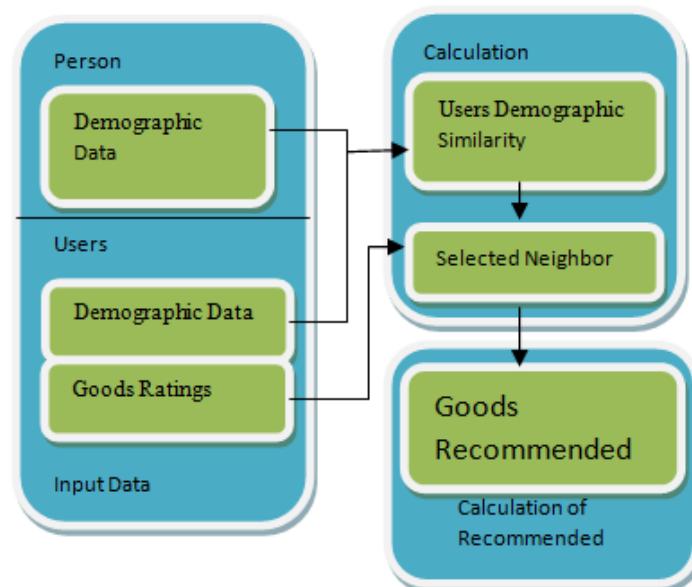 Person
Demographic
Data
Users
Demographic Data
Goods Ratings
Input Data
Calculation
Users Demographic
Similarity
Selected Neighbor
Goods
Recommended
Calculation of
Recommended